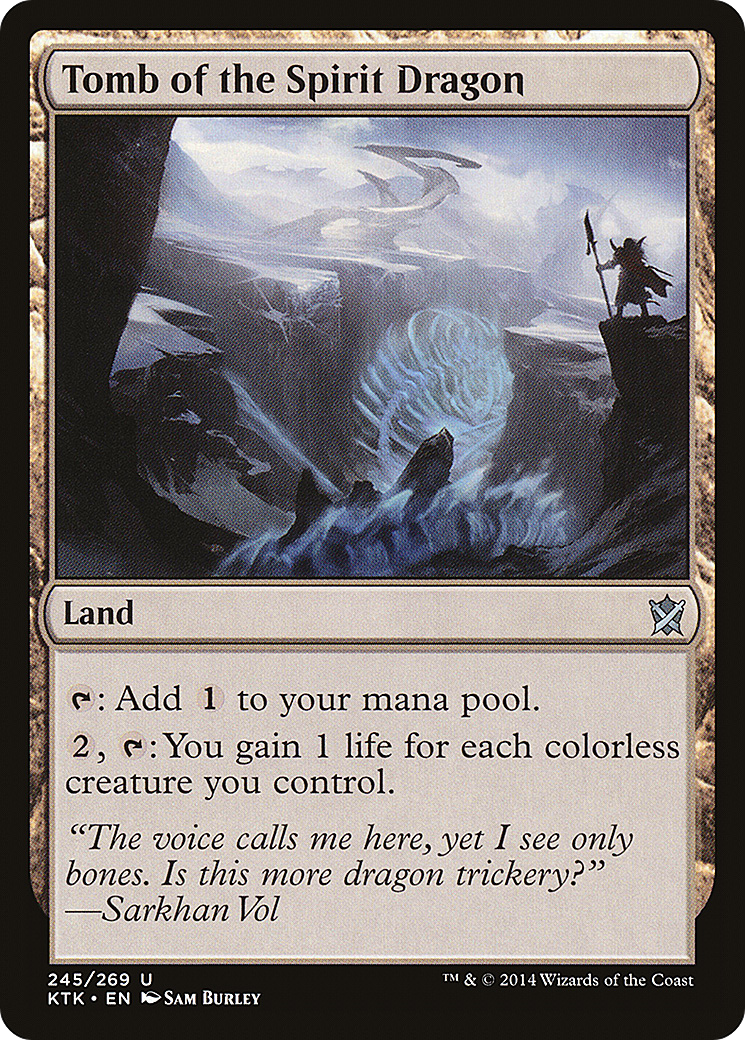 Tomb of the Spirit Dragon
Land
: Add 1 to your mana pool.
2, : You gain 1 life for each colorless
creature you control.
“The voice calls me here, yet I see only
bones. Is this more dragon trickery?”
—Sarkhan Vol
245/269 U
™ & © 2014 Wizards of the Coast
KTK • EN Sam Burley